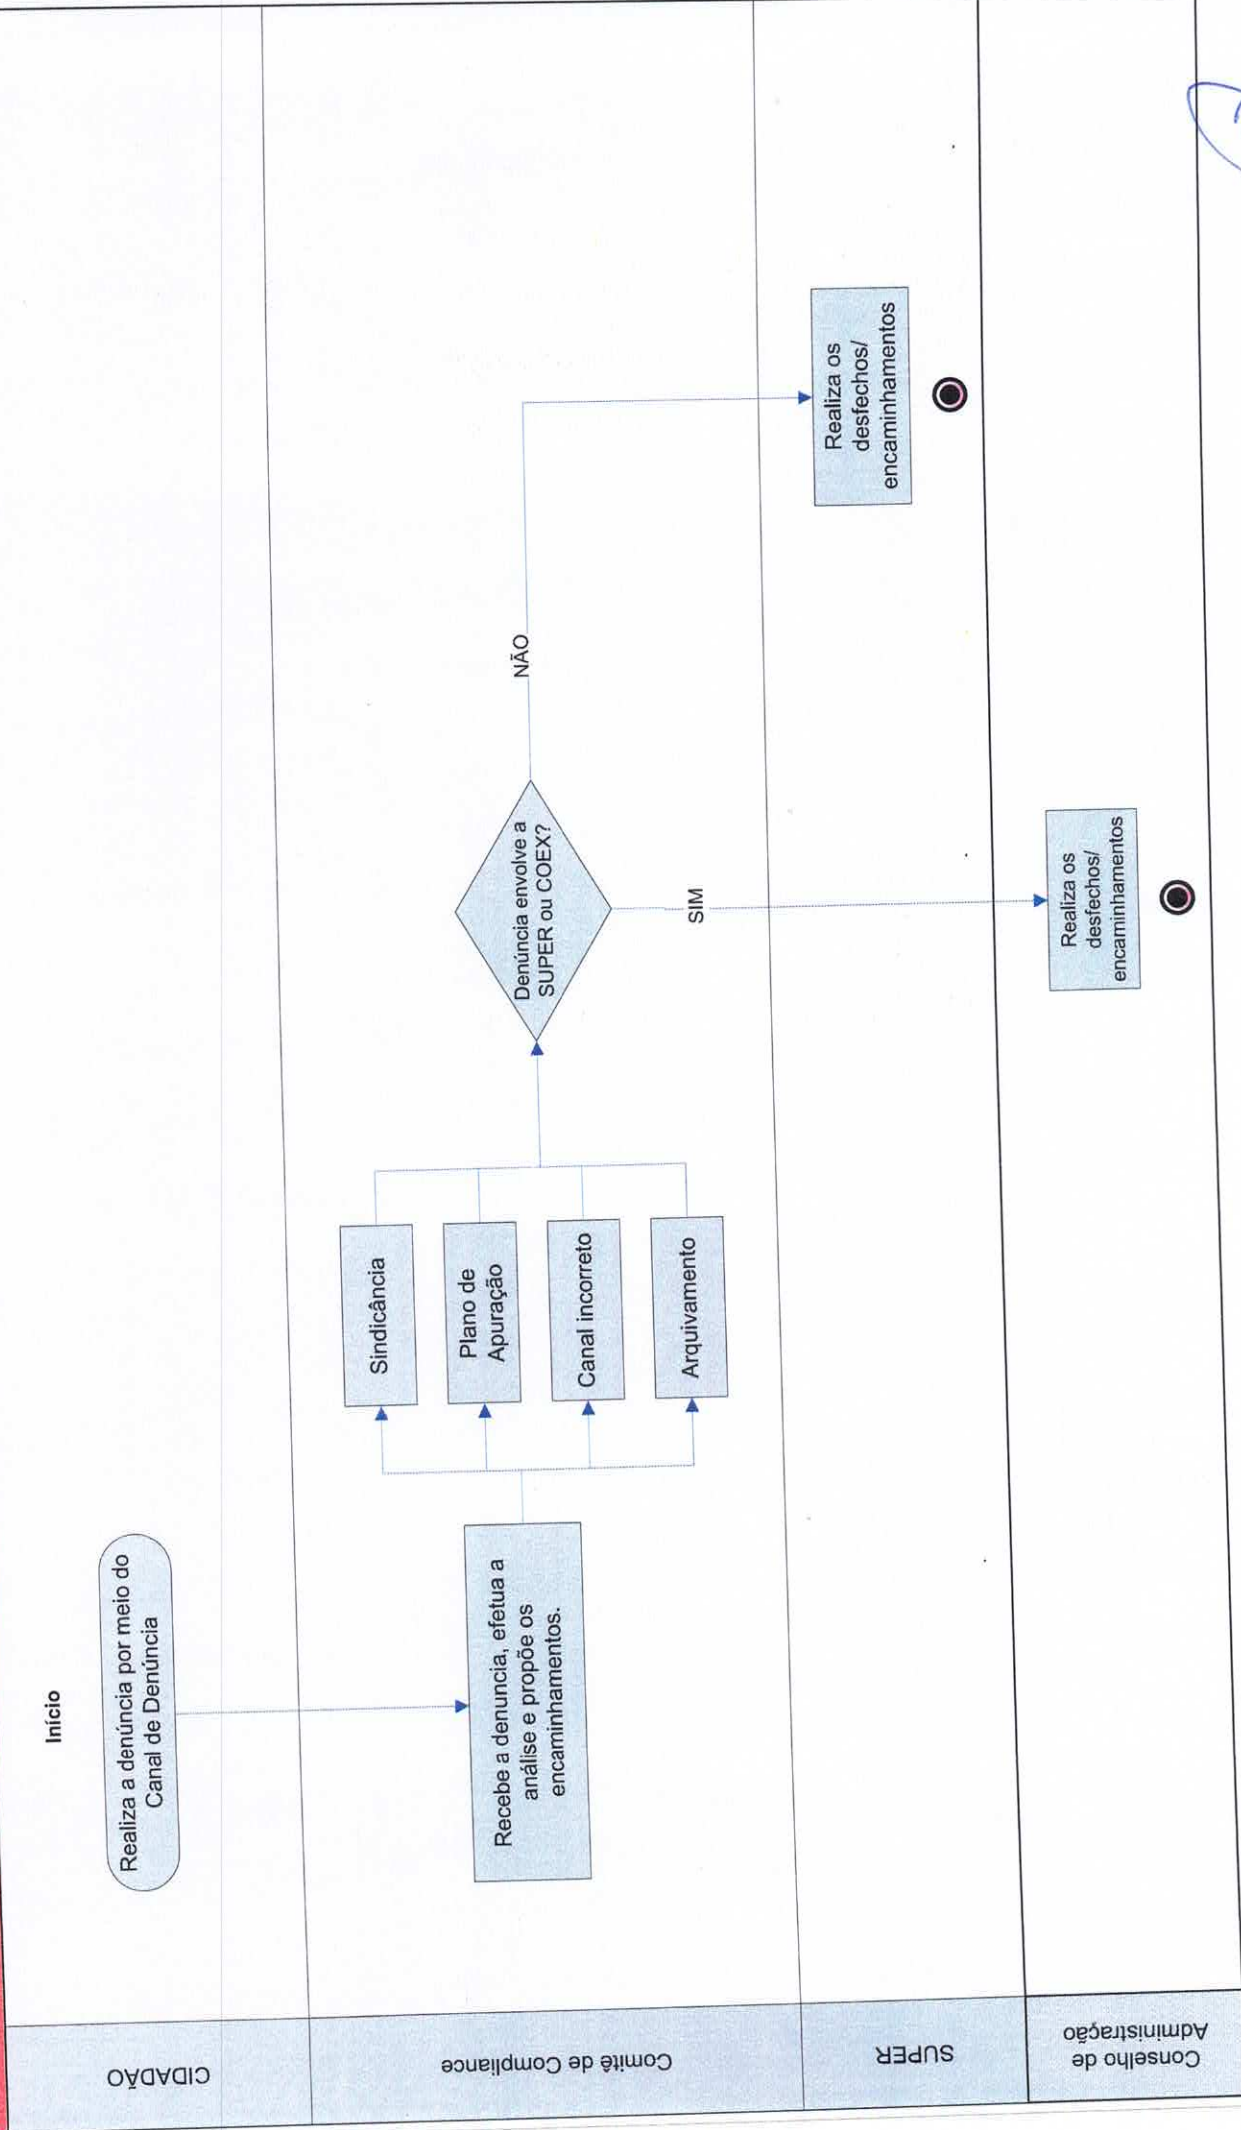 Início
CIDADÃO
Realiza a denúncia por meio do
Canal de Denúncia
Comitê de Compliance
Recebe a denuncia, efetua a
análise e propõe os
encaminhamentos.
Sindicância
Plano de
Apuração
Canal incorreto
Arquivamento
Denúncia envolve a
SUPER ou COEX?
NÃO
SIM
SUPER
Realiza os
desfechos/
encaminhamentos
Conselho de
Administração
Realiza os
desfechos/
encaminhamentos